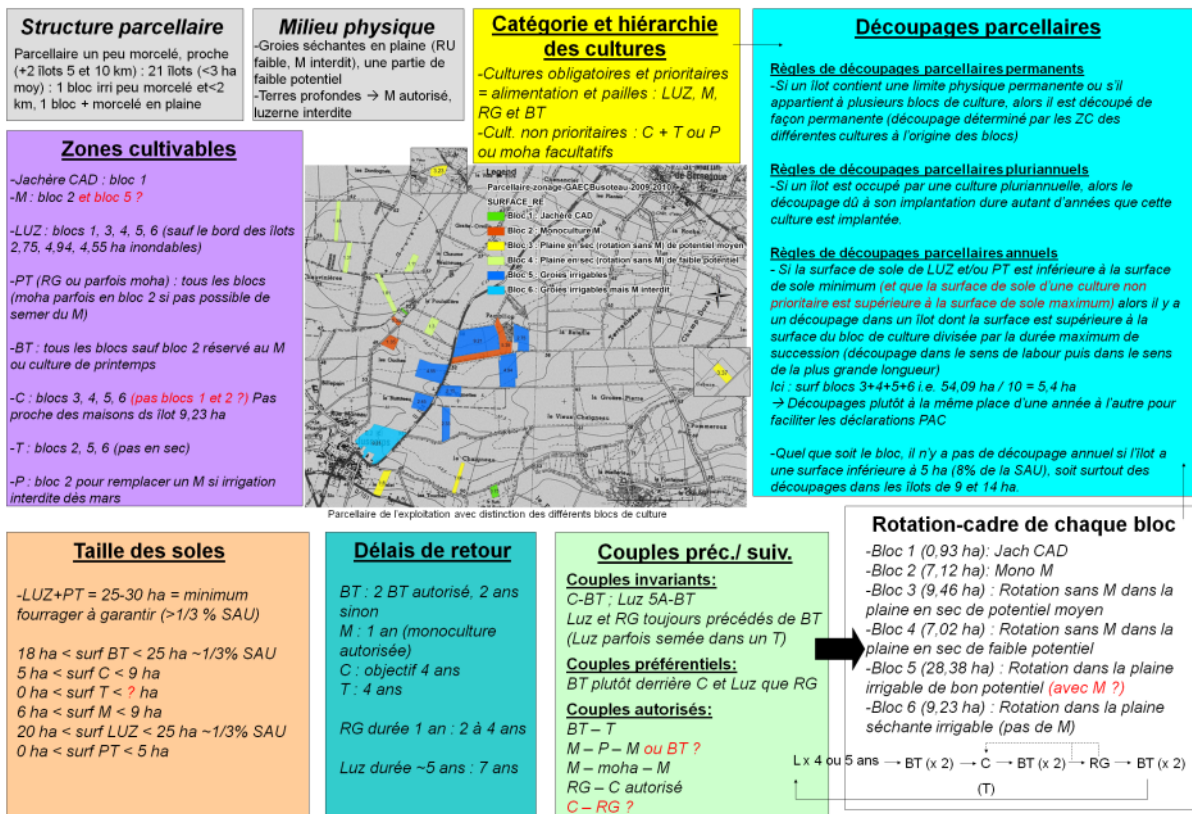 Structure parcellaire
Parcellaire un peu morcelé, proche
(+2 îlots 5 et 10 km) : 21 îlots (<3 ha
moy) : 1 bloc irri peu morcelé et<2
km, 1 bloc + morcelé en plaine
Milieu physique
-Groies séchantes en plaine (RU
faible, M interdit), une partie de
faible potentiel
-Terres profondes → M autorisé,
luzerne interdite
Catégorie et hiérarchie
des cultures
-Cultures obligatoires et prioritaires
= alimentation et pailles : LUZ, M,
RG et BT
-Cult. non prioritaires : C + T ou P
ou moha facultatifs
Découpages parcellaires
Règles de découpages parcellaires permanents
-Si un îlot contient une limite physique permanente ou s'il
appartient à plusieurs blocs de culture, alors il est découpé de
façon permanente (découpage déterminé par les ZC des
différentes cultures à l'origine des blocs)
Règles de découpages parcellaires pluriannuels
-Si un îlot est occupé par une culture pluriannuelle, alors le
découpage dû à son implantation dure autant d'années que cette
culture est implantée.
Règles de découpages parcellaires annuels
- Si la surface de sole de LUZ et/ou PT est inférieure à la surface
de sole minimum (et que la surface de sole d'une culture non
prioritaire est supérieure à la surface de sole maximum) alors il y a
un découpage dans un îlot dont la surface est supérieure à la
surface du bloc de culture divisée par la durée maximum de
succession (découpage dans le sens de labour puis dans le sens
de la plus grande longueur)
Ici : surf blocs 3+4+5+6 i.e. 54,09 ha / 10 = 5,4 ha
→ Découpages plutôt à la même place d'une année à l'autre pour
faciliter les déclarations PAC
-Quel que soit le bloc, il n'y a pas de découpage annuel si l'îlot a
une surface inférieure à 5 ha (8% de la SAU), soit surtout des
découpages dans les îlots de 9 et 14 ha.
Zones cultivables
-Jachère CAD : bloc 1
-M : bloc 2 et bloc 5 ?
-LUZ : blocs 1, 3, 4, 5, 6 (sauf le bord des îlots
2,75, 4,94, 4,55 ha inondables)
-PT (RG ou parfois moha) : tous les blocs
(moha parfois en bloc 2 si pas possible de
semer du M)
-BT : tous les blocs sauf bloc 2 réservé au M
ou culture de printemps
-C : blocs 3, 4, 5, 6 (pas blocs 1 et 2 ?) Pas
proche des maisons ds îlot 9,23 ha
-T : blocs 2, 5, 6 (pas en sec)
-P : bloc 2 pour remplacer un M si irrigation
interdite dès mars
Legend
Parcellaire-zonage-GAECBusoteau-2009-2010
SURFACE_RE
Bloc 1 : Jachère CAD
Bloc 2 : Monoculture M
Bloc 3 : Plaine en sec (rotation sans M) de potentiel moyen
Bloc 4 : Plaine en sec (rotation sans M) de faible potentiel
Bloc 5 : Groies irrigables
Bloc 6 : Groies irrigables mais M interdit
Parcellaire de l'exploitation avec distinction des différents blocs de culture
Taille des soles
-LUZ+PT = 25-30 ha = minimum
fourrager à garantir (>1/3 % SAU)
18 ha < surf BT < 25 ha ~1/3% SAU
5 ha < surf C < 9 ha
0 ha < surf T < ? ha
6 ha < surf M < 9 ha
20 ha < surf LUZ < 25 ha ~1/3% SAU
0 ha < surf PT < 5 ha
Délais de retour
BT : 2 BT autorisé, 2 ans
sinon
M : 1 an (monoculture
autorisée)
C : objectif 4 ans
T : 4 ans
RG durée 1 an : 2 à 4 ans
Luz durée ~5 ans : 7 ans
Couples préc./ suiv.
Couples invariants:
C-BT ; Luz 5A-BT
Luz et RG toujours précédés de BT
(Luz parfois semée dans un T)
Couples préférentiels:
BT plutôt derrière C et Luz que RG
Couples autorisés:
BT – T
M – P – M ou BT ?
M – moha – M
RG – C autorisé
C – RG ?
Rotation-cadre de chaque bloc
-Bloc 1 (0,93 ha): Jach CAD
-Bloc 2 (7,12 ha): Mono M
-Bloc 3 (9,46 ha) : Rotation sans M dans la
plaine en sec de potentiel moyen
-Bloc 4 (7,02 ha) : Rotation sans M dans la
plaine en sec de faible potentiel
-Bloc 5 (28,38 ha) : Rotation dans la plaine
irrigable de bon potentiel (avec M ?)
-Bloc 6 (9,23 ha) : Rotation dans la plaine
séchante irrigable (pas de M)
L x 4 ou 5 ans → BT (x 2) → C → BT (x 2) → RG → BT (x 2)
(T)